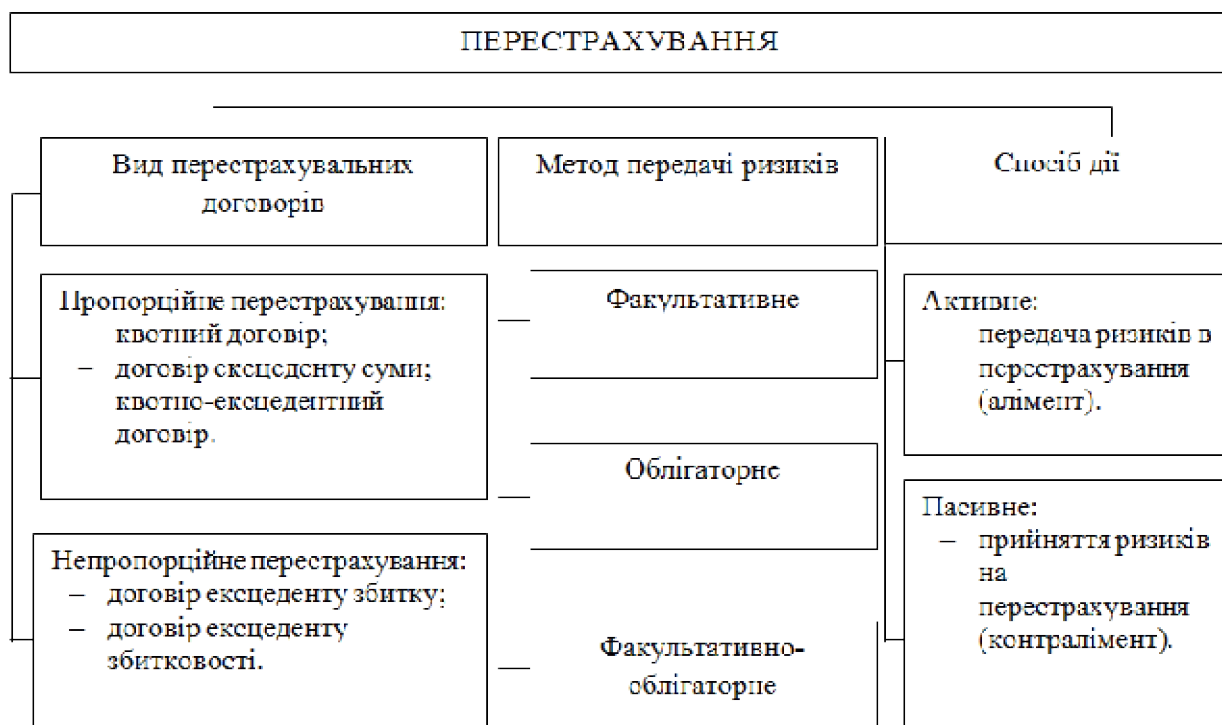 ПЕРЕСТРАХУВАННЯ
Вид перестрахувальних
договорів
Пропорційне перестрахування:
квотний договір;
– договір ексцеденту суми;
квотно-ексцедентний
договір.
Непропорційне перестрахування:
– договір ексцеденту збитку;
– договір ексцеденту
збитковості.
Метод передачі ризиків
Факультативне
Облігаторне
Факультативно-
облігаторне
Спосіб дії
Активне:
передача ризиків в
перестрахування
(алімент).
Пасивне:
– прийняття ризиків
на
перестрахування
(контралімент).